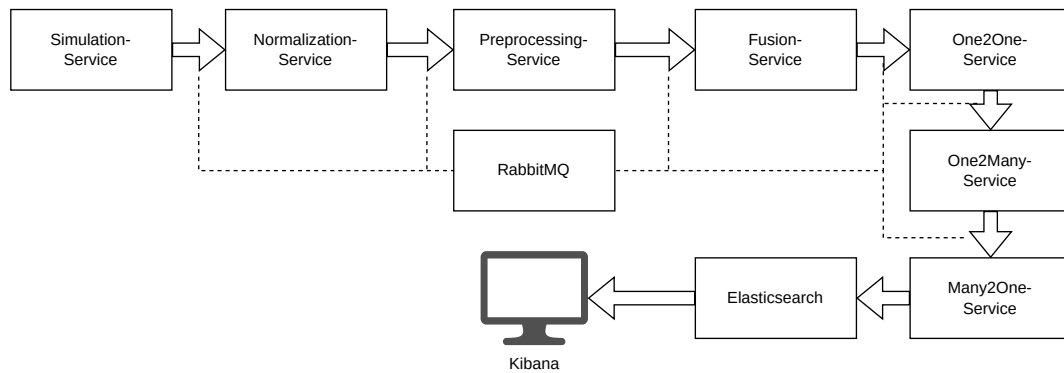 Simulation-
Service
Normalization-
Service
Preprocessing-
Service
Fusion-
Service
One2One-
Service
RabbitMQ
One2Many-
Service
Elasticsearch
Many2One-
Service
Kibana